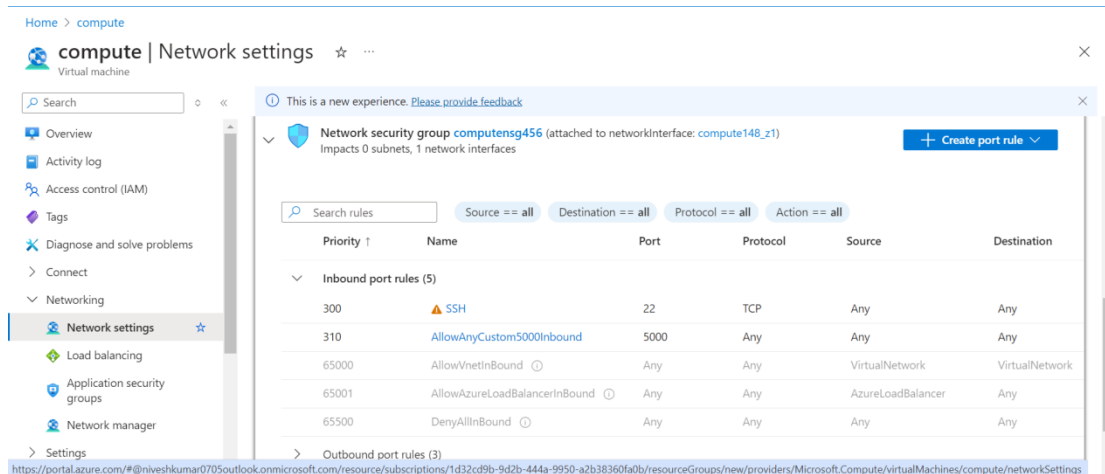 Home > compute
compute | Network settings
Virtual machine
Search
Overview
Activity log
Access control (IAM)
Tags
Diagnose and solve problems
Connect
Networking
Network settings
Load balancing
Application security
groups
Network manager
Settings
This is a new experience. Please provide feedback
Network security group computensg456 (attached to networkInterface: compute148_z1)
Impacts 0 subnets, 1 network interfaces
Create port rule
Search rules
Source == all Destination == all Protocol == all Action == all
Priority ↑ Name Port Protocol Source Destination
Inbound port rules (5)
300 SSH 22 TCP Any Any
310 AllowAnyCustom5000Inbound 5000 Any Any Any
65000 AllowVnetInBound Any Any VirtualNetwork VirtualNetwork
65001 AllowAzureLoadBalancerInBound Any Any AzureLoadBalancer Any
65500 DenyAllInBound Any Any Any Any
Outbound port rules (3)
https://portal.azure.com/#@niveshkumar0705outlook.onmicrosoft.com/resource/subscriptions/1d32cd9b-9d2b-444a-9950-a2b38360fa0b/resourceGroups/new/providers/Microsoft.Compute/virtualMachines/compute/networkSettings